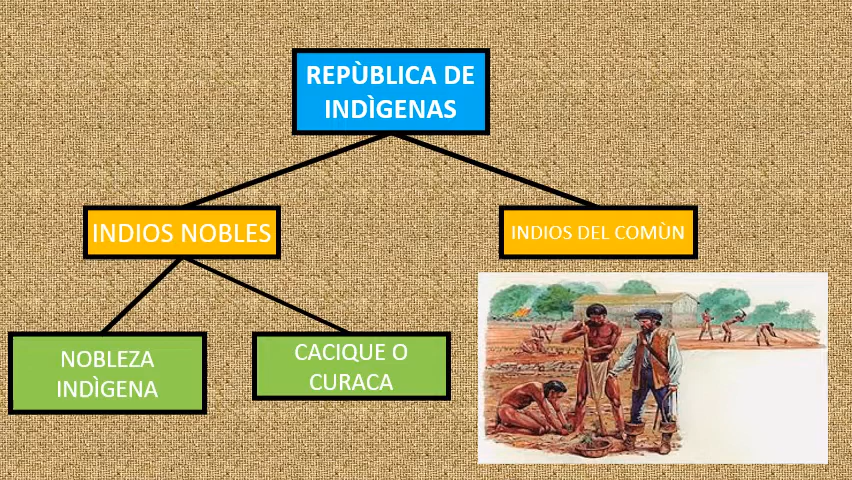 REPÙBLICA DE
INDÌGENAS
INDIOS NOBLES
INDIOS DEL COMÙN
NOBLEZA
INDÌGENA
CACIQUE O
CURACA